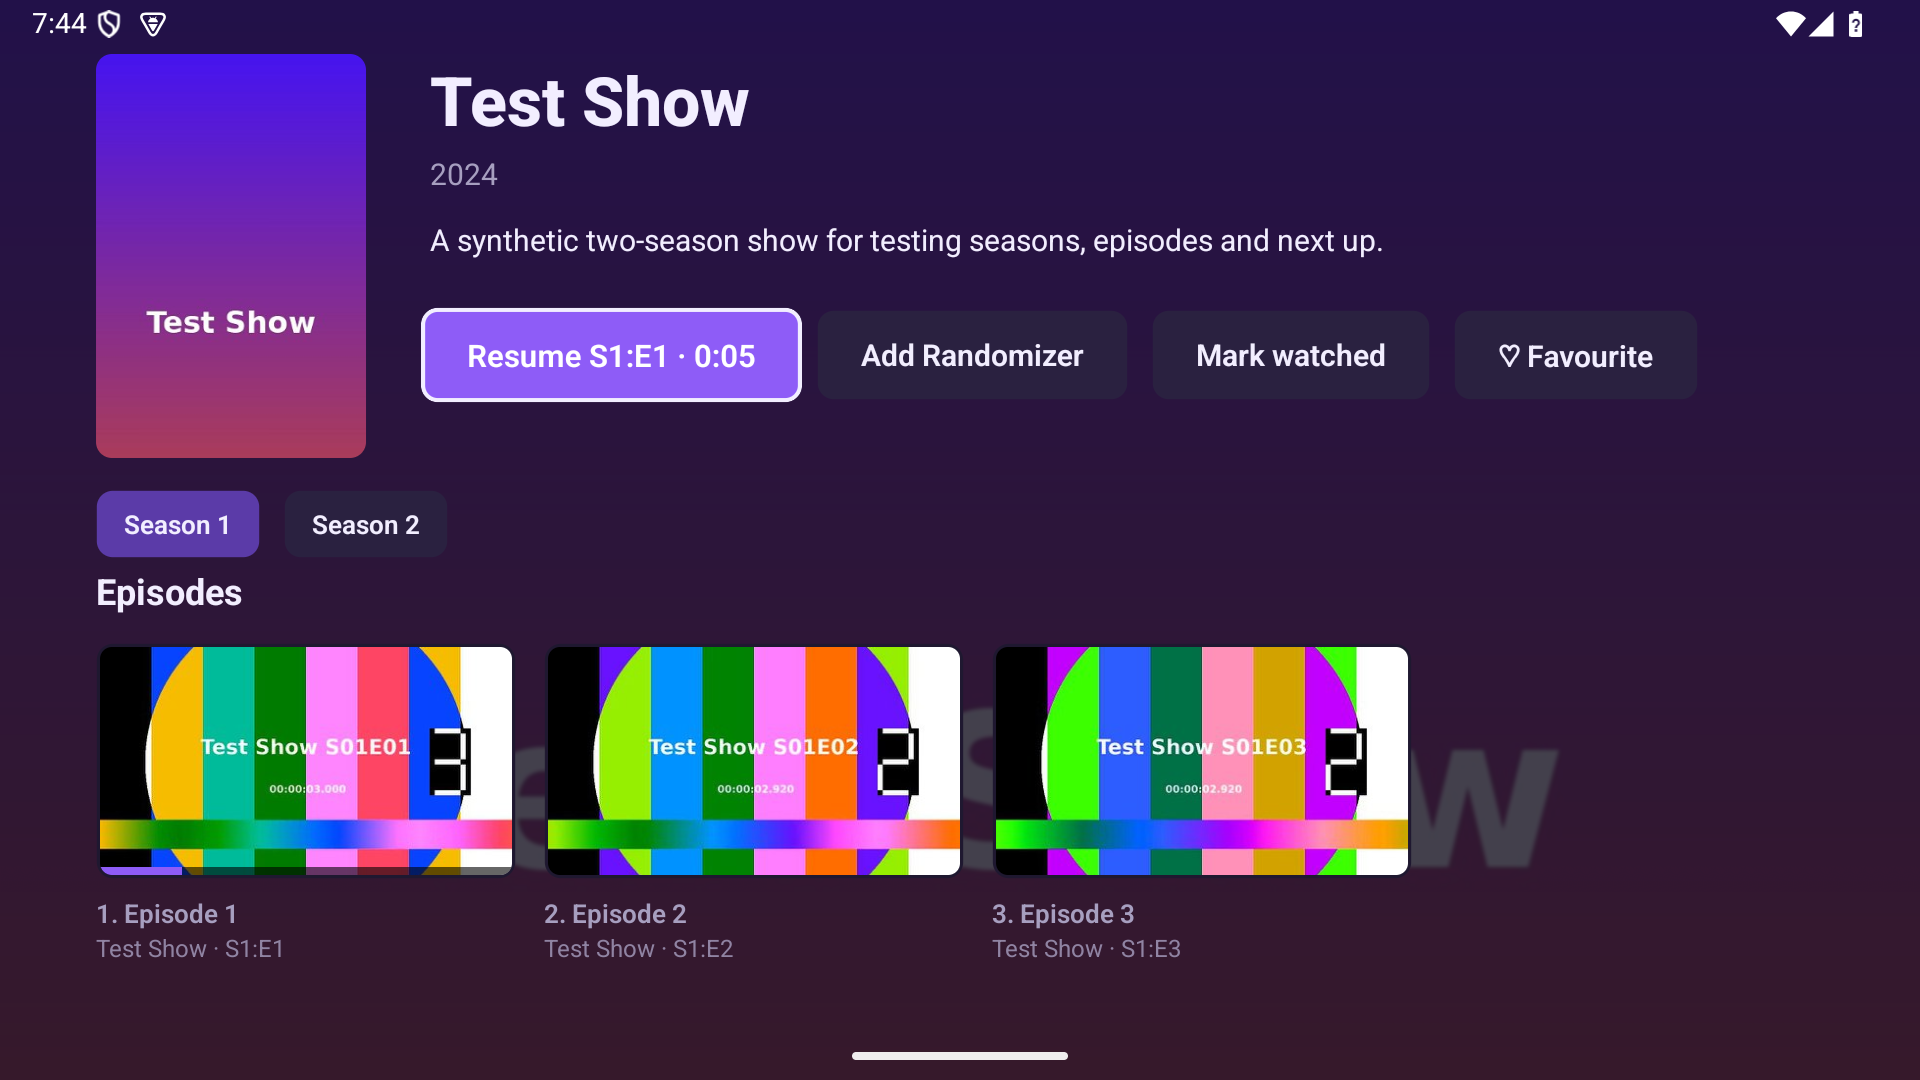 7:44
Test Show
Test Show
2024
A synthetic two-season show for testing seasons, episodes and next up.
Resume S1:E1 · 0:05
Add Randomizer
Mark watched
♡ Favourite
Season 1
Season 2
Episodes
Test Show S01E01
00:00:03.000
3
Test Show S01E02
00:00:02.920
2
Test Show S01E03
00:00:02.920
2
1. Episode 1
Test Show · S1:E1
2. Episode 2
Test Show · S1:E2
3. Episode 3
Test Show · S1:E3